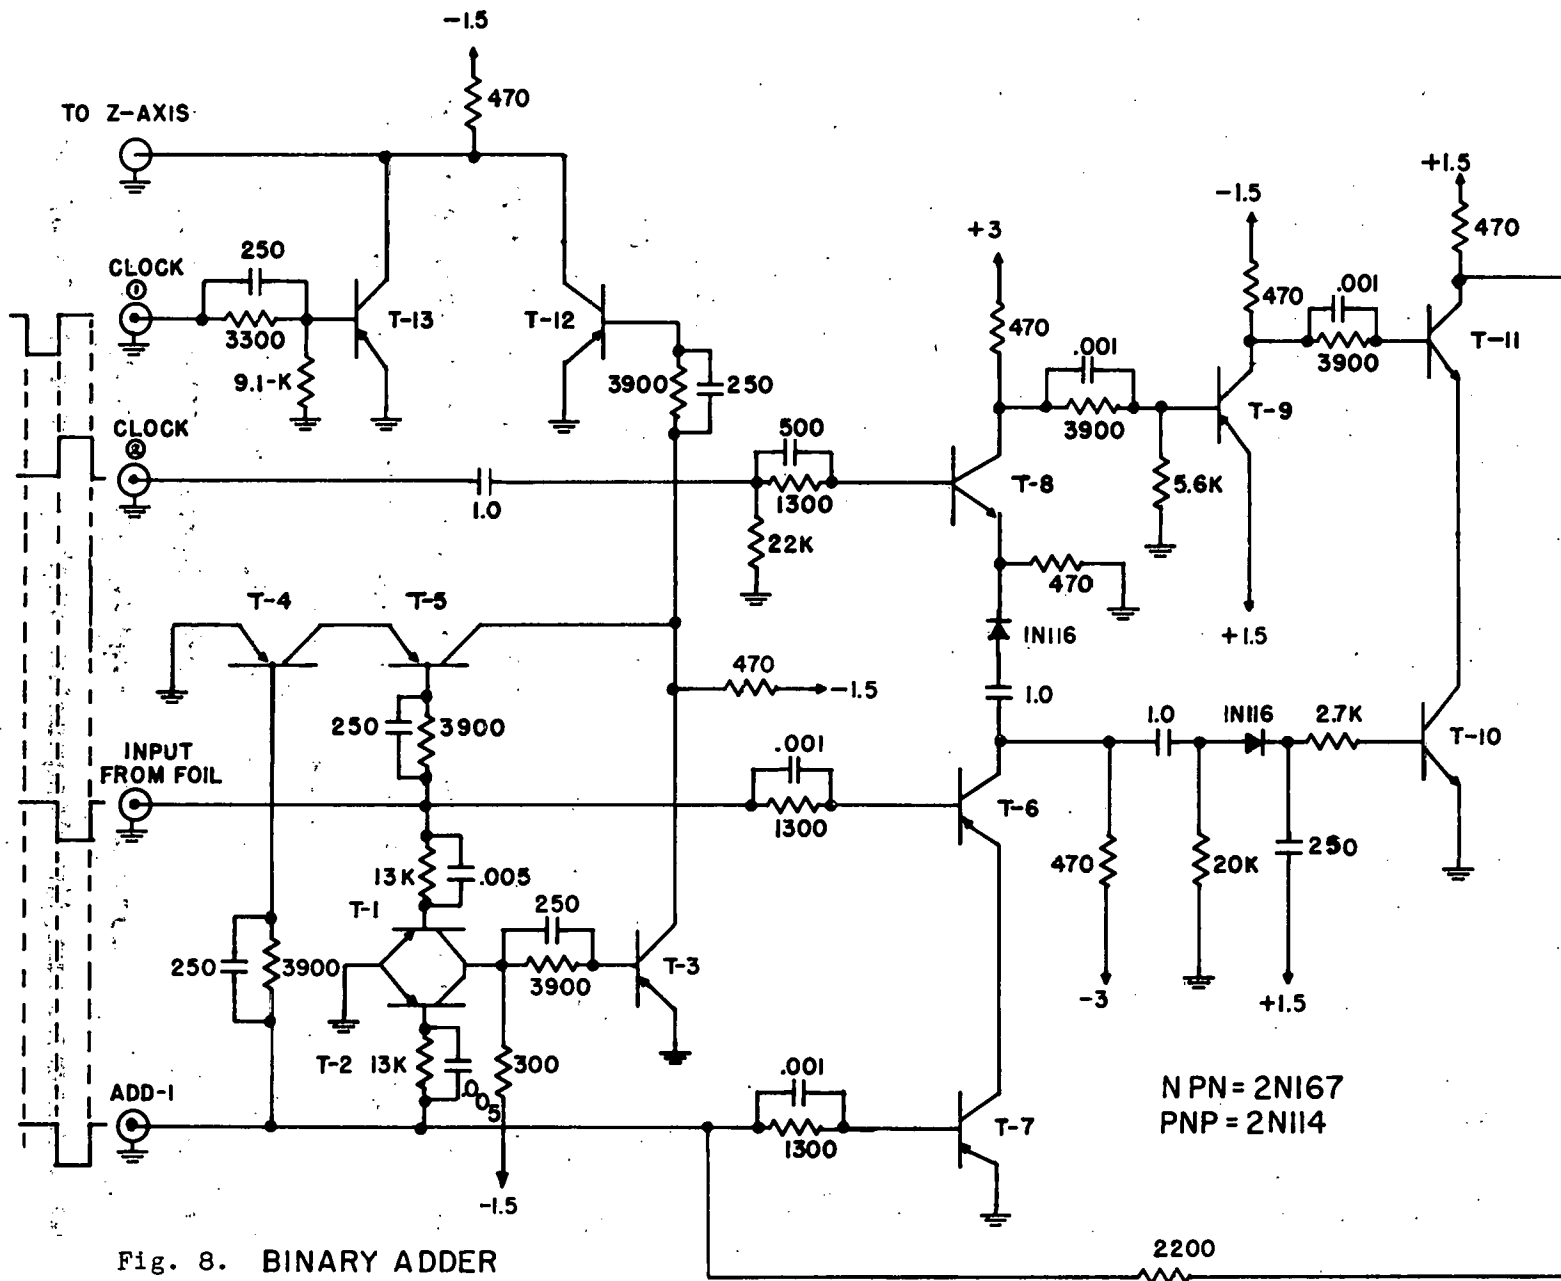 -1.5
470
TO Z-AXIS
+1.5
-1.5
470
+3
250
CLOCK
①
T-13
T-12
.001
470
3300
470
3900
T-11
9.1-K
3900
250
.001
CLOCK
②
500
3900
T-9
T-8
1.0
1300
5.6K
22K
470
T-4
T-5
1N116
+1.5
470
-1.5
1.0
250
3900
1.0
1N116
2.7K
T-10
INPUT
FROM FOIL
.001
T-6
1300
470
20K
250
13K
.005
T-1
250
250
3900
3900
T-3
-3
+1.5
T-2
13K
.005
300
ADD-1
.001
T-7
NPN = 2N167
PNP = 2N114
1300
-1.5
2200
Fig. 8. BINARY ADDER